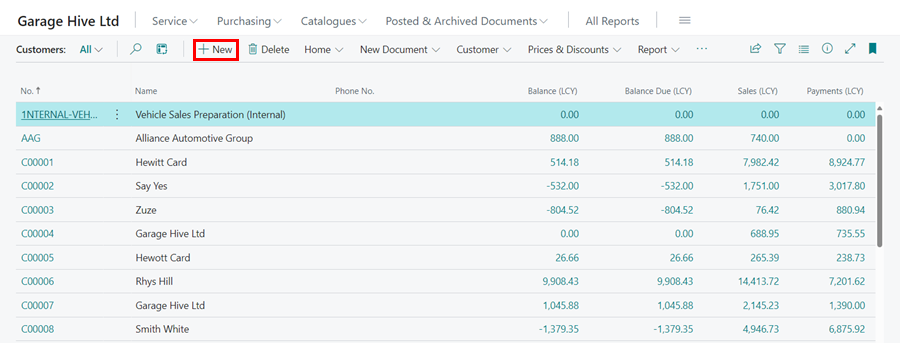 Garage Hive Ltd Service Purchasing Catalogues Posted & Archived Documents All Reports
Customers: All New Delete Home New Document Customer Prices & Discounts Report ...
No. ↑ Name Phone No. Balance (LCY) Balance Due (LCY) Sales (LCY) Payments (LCY)
1NTERNAL-VEH... Vehicle Sales Preparation (Internal) 0.00 0.00 0.00 0.00
AAG Alliance Automotive Group 888.00 888.00 740.00 0.00
C00001 Hewitt Card 514.18 514.18 7,982.42 8,924.77
C00002 Say Yes -532.00 -532.00 1,751.00 3,017.80
C00003 Zuze -804.52 -804.52 76.42 880.94
C00004 Garage Hive Ltd 0.00 0.00 688.95 735.55
C00005 Hewott Card 26.66 26.66 265.39 238.73
C00006 Rhys Hill 9,908.43 9,908.43 14,413.72 7,201.62
C00007 Garage Hive Ltd 1,045.88 1,045.88 2,145.23 1,390.00
C00008 Smith White -1,379.35 -1,379.35 4,946.73 6,875.92